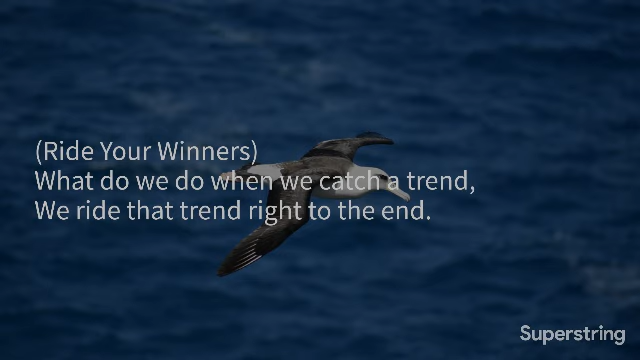 (Ride Your Winners)
What do we do when we catch a trend,
We ride that trend right to the end.
Superstring